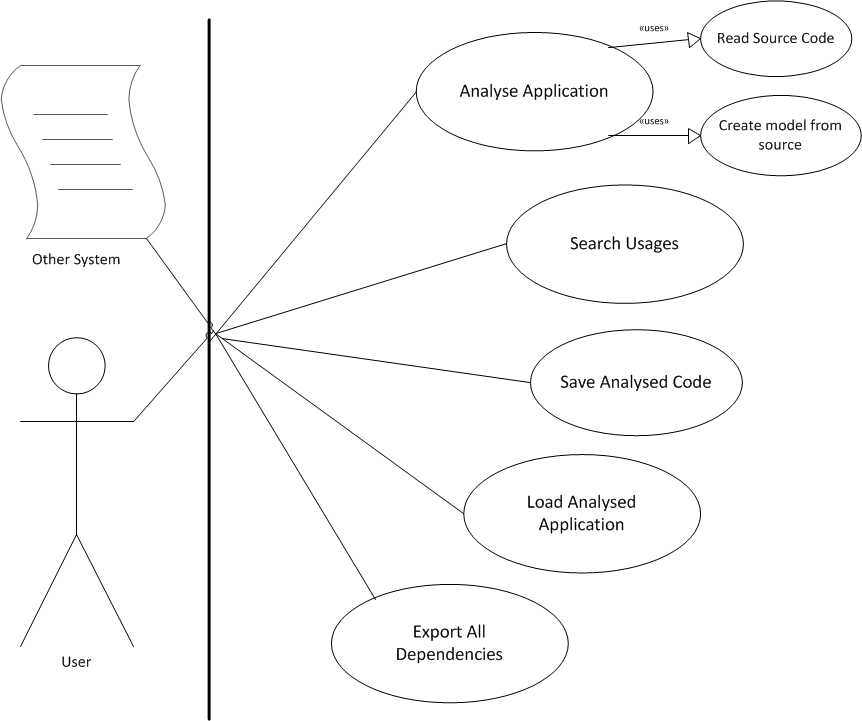 «uses»
Read Source Code
Analyse Application
«uses»
Create model from
source
Search Usages
Other System
Save Analysed Code
Load Analysed
Application
Export All
Dependencies
User